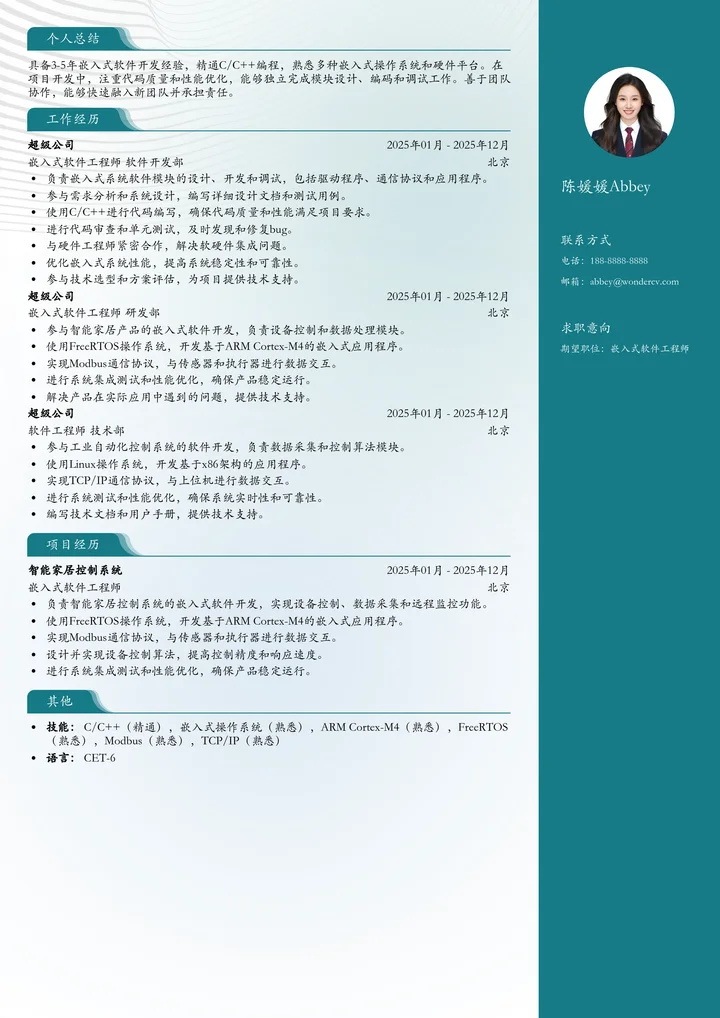 个人总结
具备3-5年嵌入式软件开发经验，精通C/C++编程，熟悉多种嵌入式操作系统和硬件平台。在
项目开发中，注重代码质量和性能优化，能够独立完成模块设计、编码和调试工作。善于团队
协作，能够快速融入新团队并承担责任。
工作经历
超级公司 2025年01月 - 2025年12月
嵌入式软件工程师 软件开发部 北京
• 负责嵌入式系统软件模块的设计、开发和调试，包括驱动程序、通信协议和应用程序。
• 参与需求分析和系统设计，编写详细设计文档和测试用例。
• 使用C/C++进行代码编写，确保代码质量和性能满足项目要求。
• 进行代码审查和单元测试，及时发现和修复bug。
• 与硬件工程师紧密合作，解决软硬件集成问题。
• 优化嵌入式系统性能，提高系统稳定性和可靠性。
• 参与技术选型和方案评估，为项目提供技术支持。
超级公司 2025年01月 - 2025年12月
嵌入式软件工程师 研发部 北京
• 参与智能家居产品的嵌入式软件开发，负责设备控制和数据处理模块。
• 使用FreeRTOS操作系统，开发基于ARM Cortex-M4的嵌入式应用程序。
• 实现Modbus通信协议，与传感器和执行器进行数据交互。
• 进行系统集成测试和性能优化，确保产品稳定运行。
• 解决产品在实际应用中遇到的问题，提供技术支持。
超级公司 2025年01月 - 2025年12月
软件工程师 技术部 北京
• 参与工业自动化控制系统的软件开发，负责数据采集和控制算法模块。
• 使用Linux操作系统，开发基于x86架构的应用程序。
• 实现TCP/IP通信协议，与上位机进行数据交互。
• 进行系统测试和性能优化，确保系统实时性和可靠性。
• 编写技术文档和用户手册，提供技术支持。
项目经历
智能家居控制系统 2025年01月 - 2025年12月
嵌入式软件工程师 北京
• 负责智能家居控制系统的嵌入式软件开发，实现设备控制、数据采集和远程监控功能。
• 使用FreeRTOS操作系统，开发基于ARM Cortex-M4的嵌入式应用程序。
• 实现Modbus通信协议，与传感器和执行器进行数据交互。
• 设计并实现设备控制算法，提高控制精度和响应速度。
• 进行系统集成测试和性能优化，确保产品稳定运行。
其他
• 技能： C/C++（精通），嵌入式操作系统（熟悉），ARM Cortex-M4（熟悉），FreeRTOS
（熟悉），Modbus（熟悉），TCP/IP（熟悉）
• 语言： CET-6
陈媛媛Abbey
联系方式
电话：188-8888-8888
邮箱：abbey@wondercv.com
求职意向
期望职位：嵌入式软件工程师